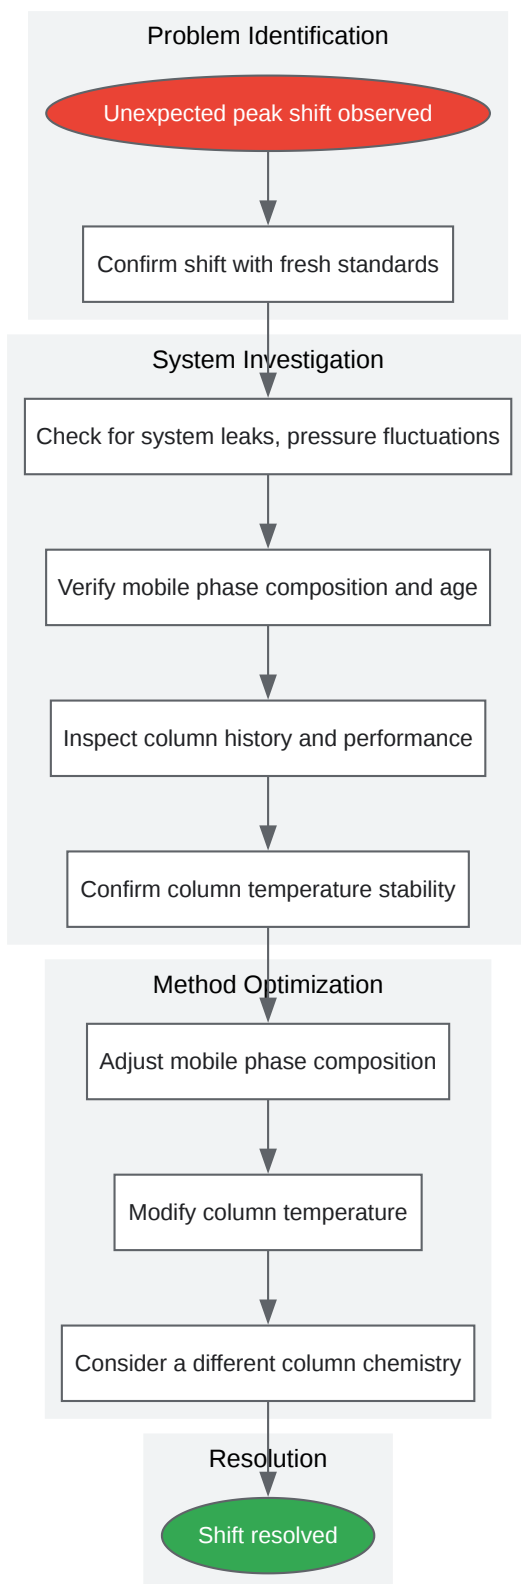 Problem Identification
Unexpected peak shift observed
Confirm shift with fresh standards
System Investigation
Check for system leaks, pressure fluctuations
Verify mobile phase composition and age
Inspect column history and performance
Confirm column temperature stability
Method Optimization
Adjust mobile phase composition
Modify column temperature
Consider a different column chemistry
Resolution
Shift resolved